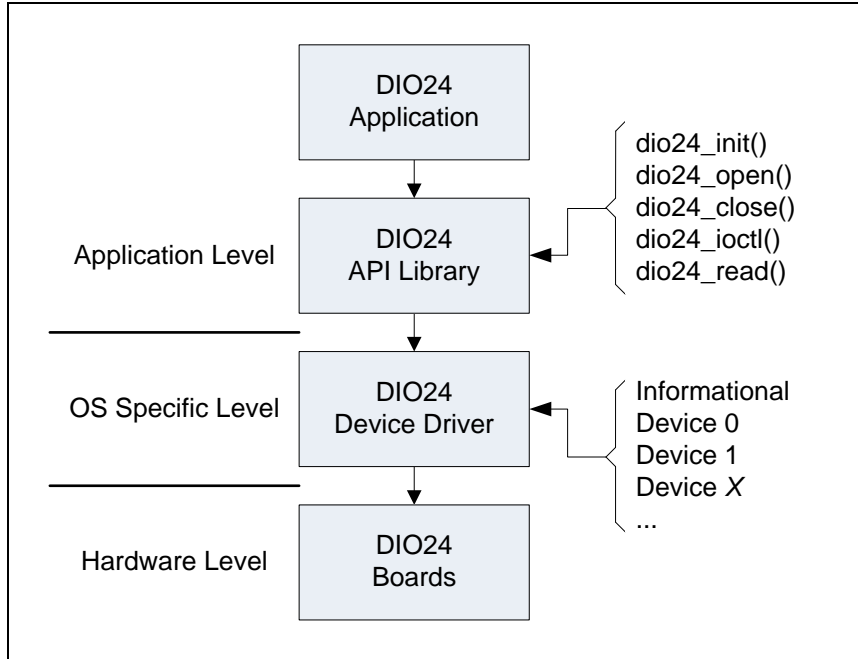 DIO24
Application
dio24_init()
dio24_open()
dio24_close()
dio24_ioctl()
dio24_read()
Application Level
DIO24
API Library
OS Specific Level
DIO24
Device Driver
Informational
Device 0
Device 1
Device X
...
Hardware Level
DIO24
Boards